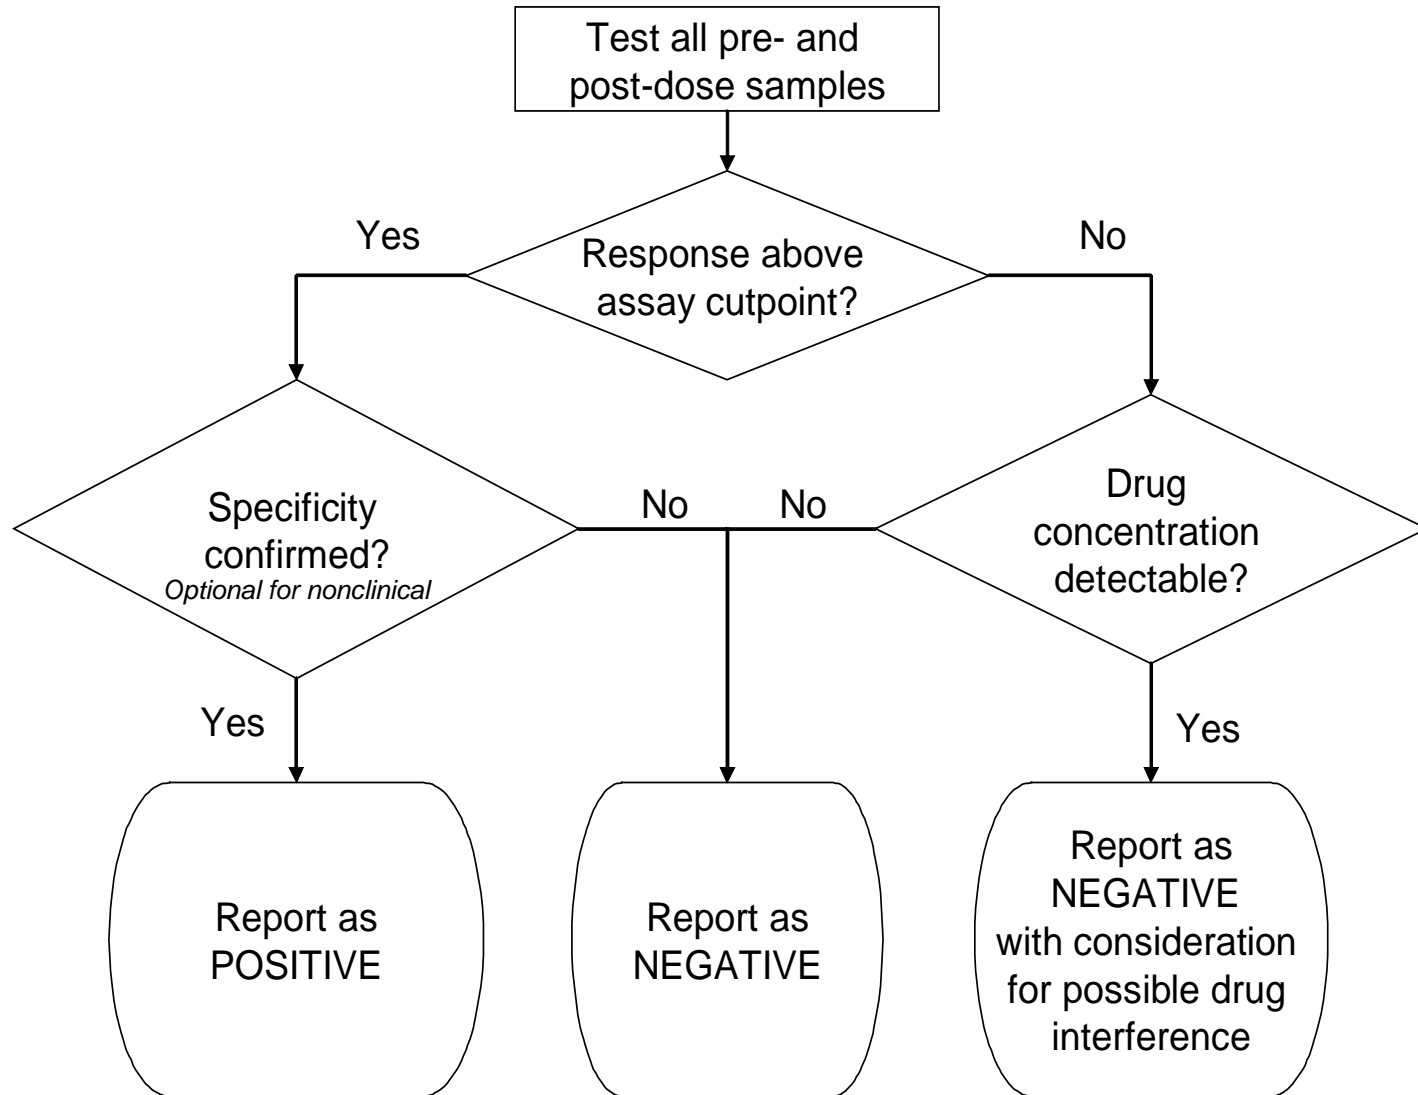 Test all pre- and
post-dose samples
Yes
No
Response above
assay cutpoint?
Specificity
confirmed?
Optional for nonclinical
No
No
Drug
concentration
detectable?
Yes
Yes
Report as
POSITIVE
Report as
NEGATIVE
Report as
NEGATIVE
with consideration
for possible drug
interference